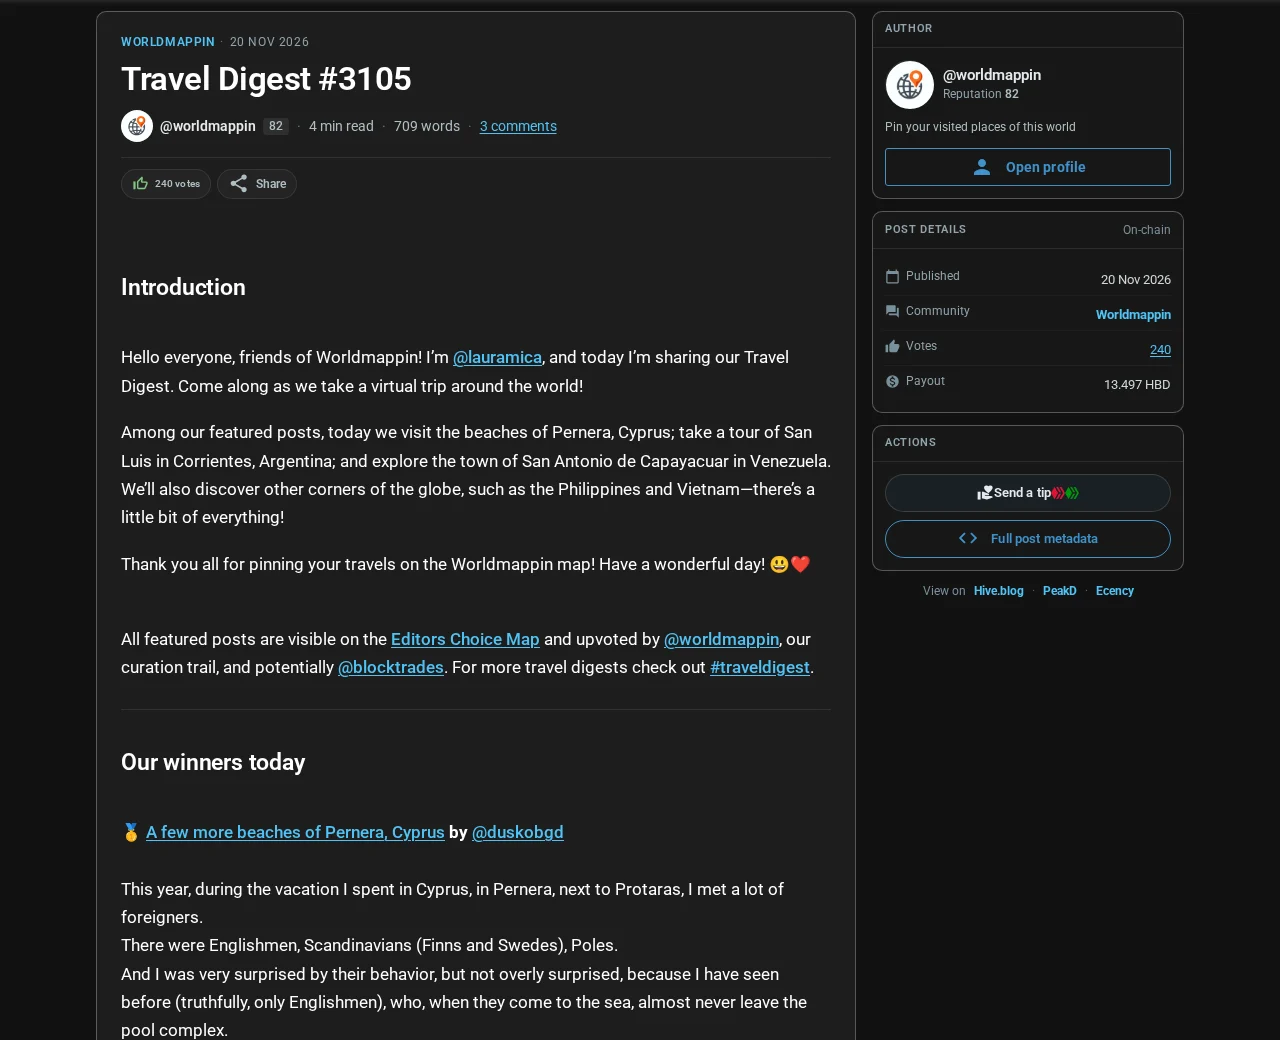 WORLDMAPPIN · 20 NOV 2026
Travel Digest #3105
@worldmappin 82 · 4 min read · 709 words · 3 comments
240 votes
Share
Introduction
Hello everyone, friends of Worldmappin! I’m @lauramica, and today I’m sharing our Travel
Digest. Come along as we take a virtual trip around the world!
Among our featured posts, today we visit the beaches of Pernera, Cyprus; take a tour of San
Luis in Corrientes, Argentina; and explore the town of San Antonio de Capayacuar in Venezuela.
We’ll also discover other corners of the globe, such as the Philippines and Vietnam—there’s a
little bit of everything!
Thank you all for pinning your travels on the Worldmappin map! Have a wonderful day! 😃❤️
All featured posts are visible on the Editors Choice Map and upvoted by @worldmappin, our
curation trail, and potentially @blocktrades. For more travel digests check out #traveldigest.
Our winners today
🥇 A few more beaches of Pernera, Cyprus by @duskobgd
This year, during the vacation I spent in Cyprus, in Pernera, next to Protaras, I met a lot of
foreigners.
There were Englishmen, Scandinavians (Finns and Swedes), Poles.
And I was very surprised by their behavior, but not overly surprised, because I have seen
before (truthfully, only Englishmen), who, when they come to the sea, almost never leave the
pool complex.
AUTHOR
@worldmappin
Reputation 82
Pin your visited places of this world
Open profile
POST DETAILS
On-chain
Published
20 Nov 2026
Community
Worldmappin
Votes
240
Payout
13.497 HBD
ACTIONS
Send a tip
Full post metadata
View on Hive.blog · PeakD · Ecency